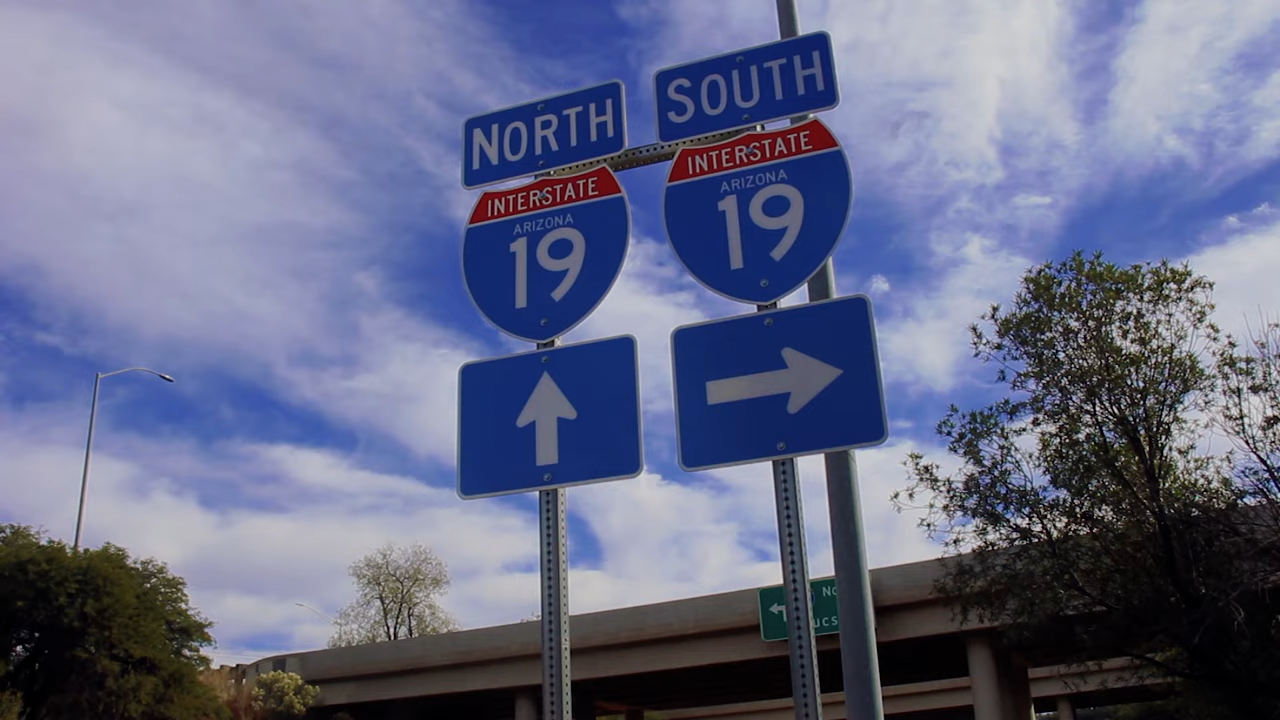 NORTH
INTERSTATE
ARIZONA
19
SOUTH
INTERSTATE
ARIZONA
19